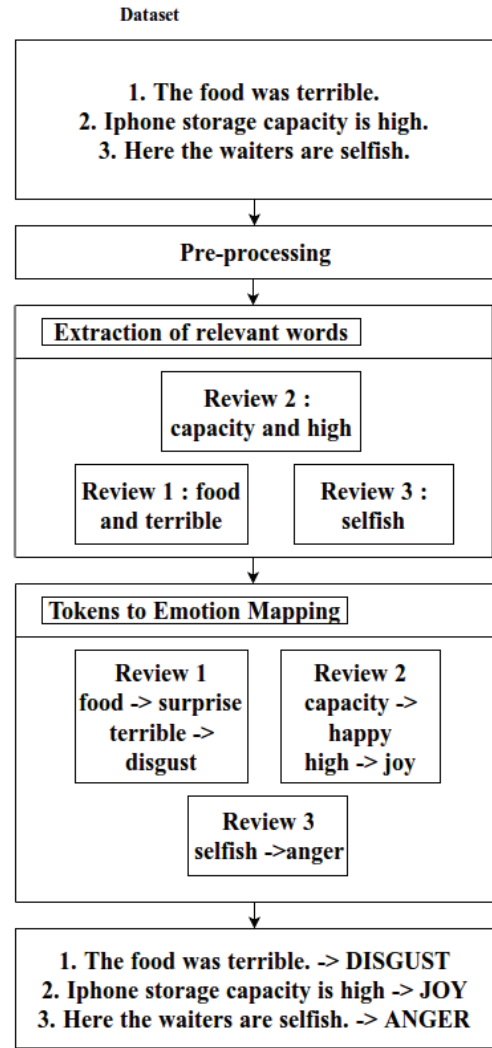 Dataset
1. The food was terrible.
2. Iphone storage capacity is high.
3. Here the waiters are selfish.
Pre-processing
Extraction of relevant words
Review 2 :
capacity and high
Review 1 : food
and terrible
Review 3 :
selfish
Tokens to Emotion Mapping
Review 1
food -> surprise
terrible ->
disgust
Review 2
capacity ->
happy
high -> joy
Review 3
selfish ->anger
1. The food was terrible. -> DISGUST
2. Iphone storage capacity is high -> JOY
3. Here the waiters are selfish. -> ANGER